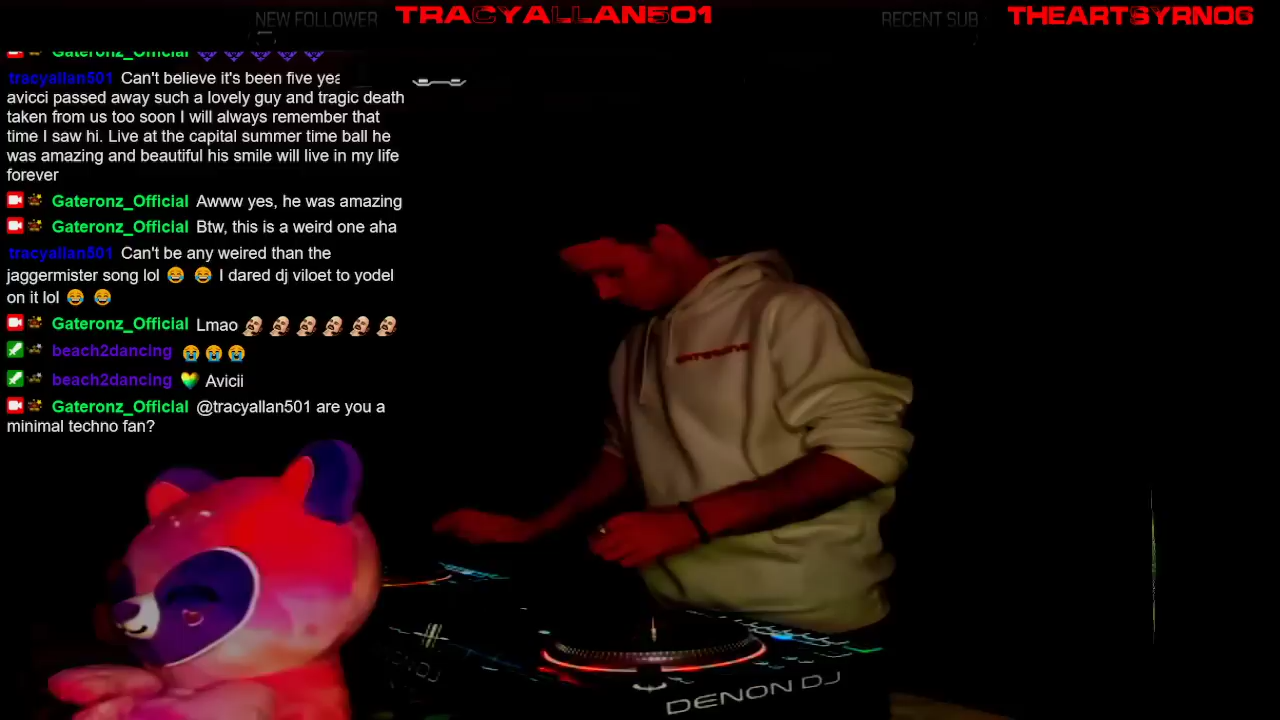 NEW FOLLOWER TRACYALLAN501 RECENT SUB THEARTSYRNOG
Gateronz_Official
tracyallan501 Can't believe it's been five yea
avicci passed away such a lovely guy and tragic death
taken from us too soon I will always remember that
time I saw hi. Live at the capital summer time ball he
was amazing and beautiful his smile will live in my life
forever
Gateronz_Official Awww yes, he was amazing
Gateronz_Official Btw, this is a weird one aha
tracyallan501 Can't be any weired than the
jaggermister song lol 😂 😂 I dared dj viloet to yodel
on it lol 😂 😂
Gateronz_Official Lmao
beach2dancing 😭 😭 😭
beach2dancing Avicii
Gateronz_Official @tracyallan501 are you a
minimal techno fan?
DENON DJ